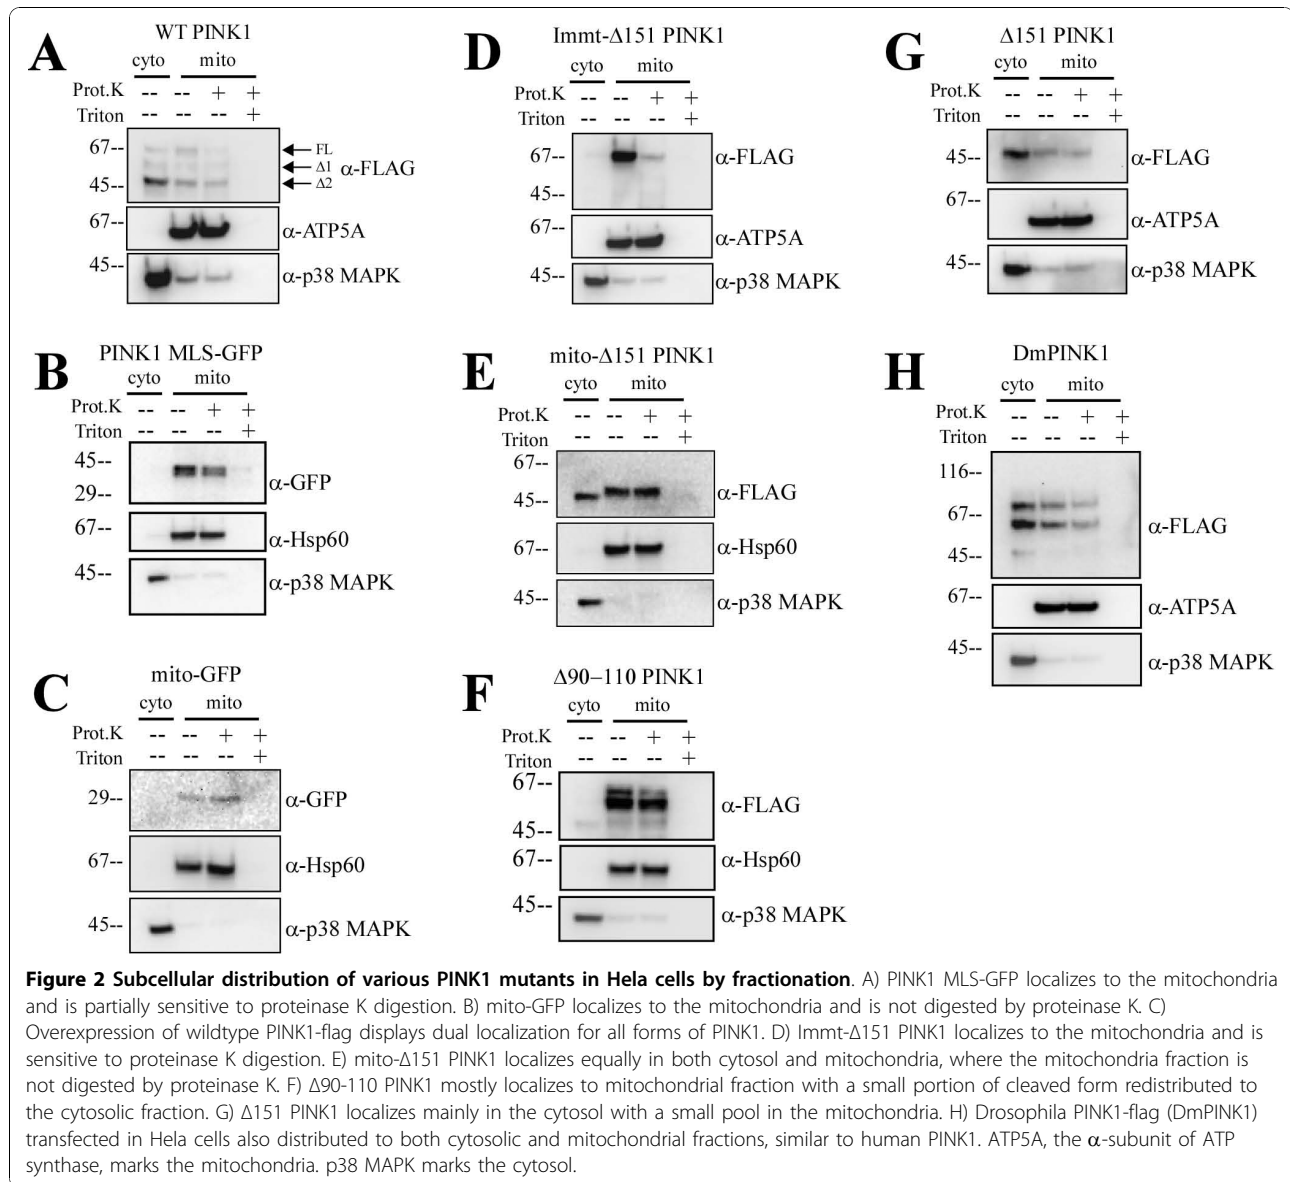 A
WT PINK1
cyto mito
Prot.K -- -- + +
Triton -- -- -- +
67--
45--
FL
Δ1
Δ2
α-FLAG
67--
α-ATP5A
45--
α-p38 MAPK
B
PINK1 MLS-GFP
cyto mito
Prot.K -- -- + +
Triton -- -- -- +
45--
29--
α-GFP
67--
α-Hsp60
45--
α-p38 MAPK
C
mito-GFP
cyto mito
Prot.K -- -- + +
Triton -- -- -- +
29--
α-GFP
67--
α-Hsp60
45--
α-p38 MAPK
D
Immt-Δ151 PINK1
cyto mito
Prot.K -- -- + +
Triton -- -- -- +
67--
45--
α-FLAG
67--
α-ATP5A
45--
α-p38 MAPK
E
mito-Δ151 PINK1
cyto mito
Prot.K -- -- + +
Triton -- -- -- +
67--
45--
α-FLAG
67--
α-Hsp60
45--
α-p38 MAPK
F
Δ90–110 PINK1
cyto mito
Prot.K -- -- + +
Triton -- -- -- +
67--
45--
α-FLAG
67--
α-Hsp60
45--
α-p38 MAPK
G
Δ151 PINK1
cyto mito
Prot.K -- -- + +
Triton -- -- -- +
45--
α-FLAG
67--
α-ATP5A
45--
α-p38 MAPK
H
DmPINK1
cyto mito
Prot.K -- -- + +
Triton -- -- -- +
116--
67--
45--
α-FLAG
67--
α-ATP5A
45--
α-p38 MAPK
Figure 2 Subcellular distribution of various PINK1 mutants in Hela cells by fractionation. A) PINK1 MLS-GFP localizes to the mitochondria
and is partially sensitive to proteinase K digestion. B) mito-GFP localizes to the mitochondria and is not digested by proteinase K. C)
Overexpression of wildtype PINK1-flag displays dual localization for all forms of PINK1. D) Immt-Δ151 PINK1 localizes to the mitochondria and is
sensitive to proteinase K digestion. E) mito-Δ151 PINK1 localizes equally in both cytosol and mitochondria, where the mitochondria fraction is
not digested by proteinase K. F) Δ90-110 PINK1 mostly localizes to mitochondrial fraction with a small portion of cleaved form redistributed to
the cytosolic fraction. G) Δ151 PINK1 localizes mainly in the cytosol with a small pool in the mitochondria. H) Drosophila PINK1-flag (DmPINK1)
transfected in Hela cells also distributed to both cytosolic and mitochondrial fractions, similar to human PINK1. ATP5A, the α-subunit of ATP
synthase, marks the mitochondria. p38 MAPK marks the cytosol.